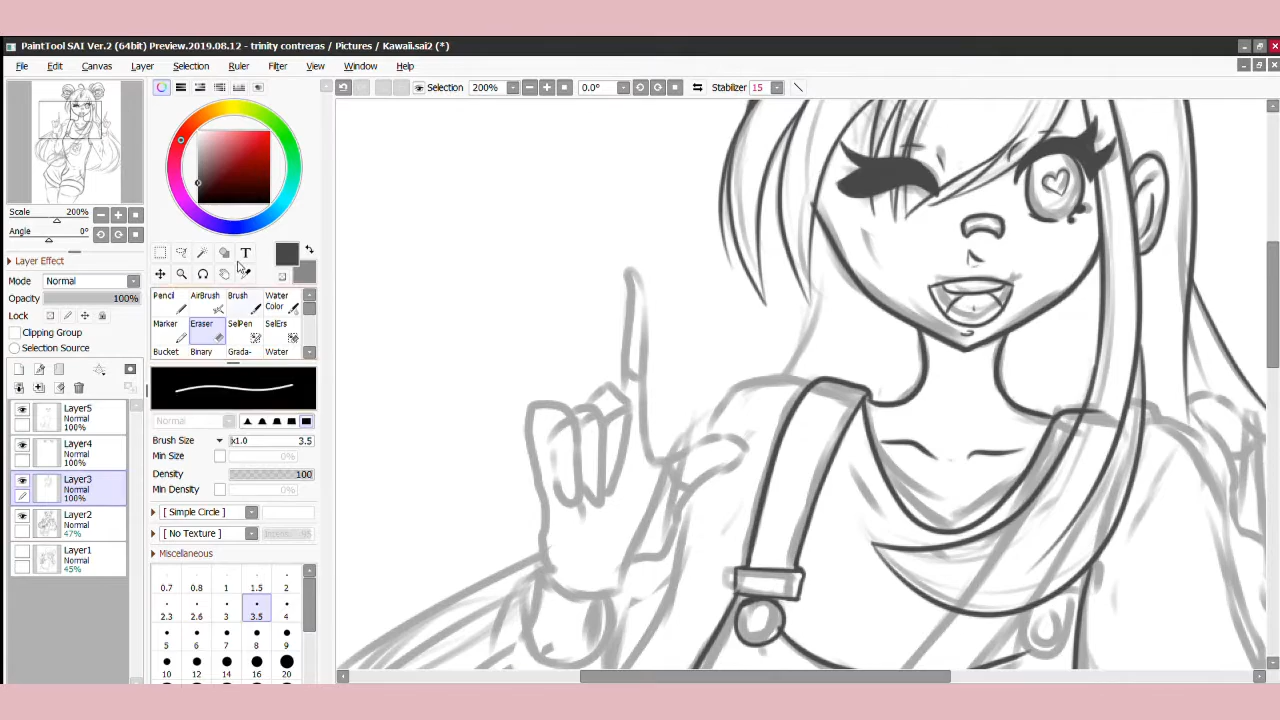 PaintTool SAI Ver.2 (64bit) Preview.2019.08.12 - trinity contreras / Pictures / Kawaii.sai2 (*)
File Edit Canvas Layer Selection Ruler Filter View Window Help
Selection 200% 0.0° Stabilizer 15
Scale 200%
Angle 0°
Layer Effect
Mode Normal
Opacity 100%
Lock
Clipping Group
Selection Source
Layer5
Normal
100%
Layer4
Normal
100%
Layer3
Normal
100%
Layer2
Normal
47%
Layer1
Normal
45%
T
Pencil AirBrush Brush Water Color
Marker Eraser SelPen SelErs
Bucket Binary Grada- Water
Normal
Brush Size x1.0 3.5
Min Size 0%
Density 100
Min Density 0%
[ Simple Circle ]
[ No Texture ]
Miscellaneous
0.7 0.8 1 1.5 2
2.3 2.6 3 3.5 4
5 6 7 8 9
10 12 14 16 20